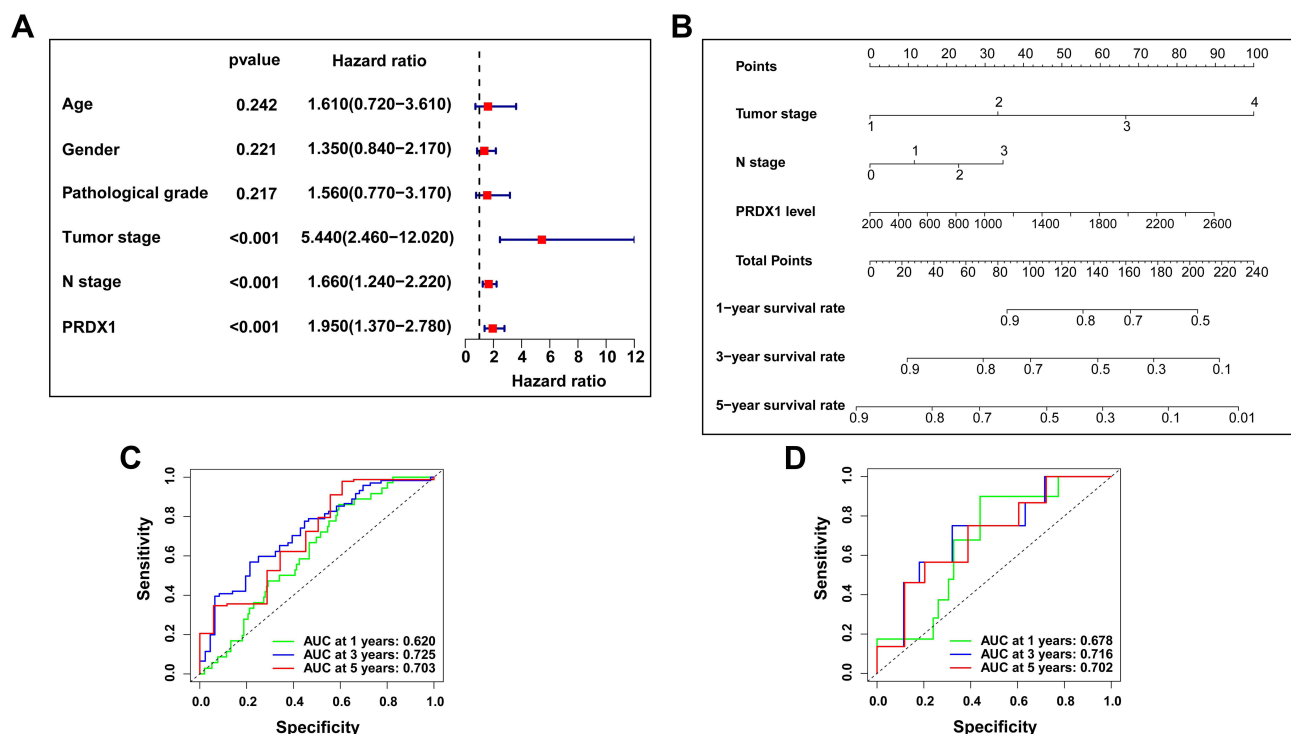 A
pvalue Hazard ratio
Age 0.242 1.610(0.720−3.610)
Gender 0.221 1.350(0.840−2.170)
Pathological grade 0.217 1.560(0.770−3.170)
Tumor stage <0.001 5.440(2.460−12.020)
N stage <0.001 1.660(1.240−2.220)
PRDX1 <0.001 1.950(1.370−2.780)
0 2 4 6 8 10 12
Hazard ratio
B
Points 0 10 20 30 40 50 60 70 80 90 100
Tumor stage 1 2 3 4
N stage 0 1 2 3
PRDX1 level 200 400 600 800 1000 1400 1800 2200 2600
Total Points 0 20 40 60 80 100 120 140 160 180 200 220 240
1−year survival rate 0.9 0.8 0.7 0.5
3−year survival rate 0.9 0.8 0.7 0.5 0.3 0.1
5−year survival rate 0.9 0.8 0.7 0.5 0.3 0.1 0.01
C
Sensitivity
0.0 0.2 0.4 0.6 0.8 1.0
AUC at 1 years: 0.620
AUC at 3 years: 0.725
AUC at 5 years: 0.703
0.0 0.2 0.4 0.6 0.8 1.0
Specificity
D
Sensitivity
0.0 0.2 0.4 0.6 0.8 1.0
AUC at 1 years: 0.678
AUC at 3 years: 0.716
AUC at 5 years: 0.702
0.0 0.2 0.4 0.6 0.8 1.0
Specificity